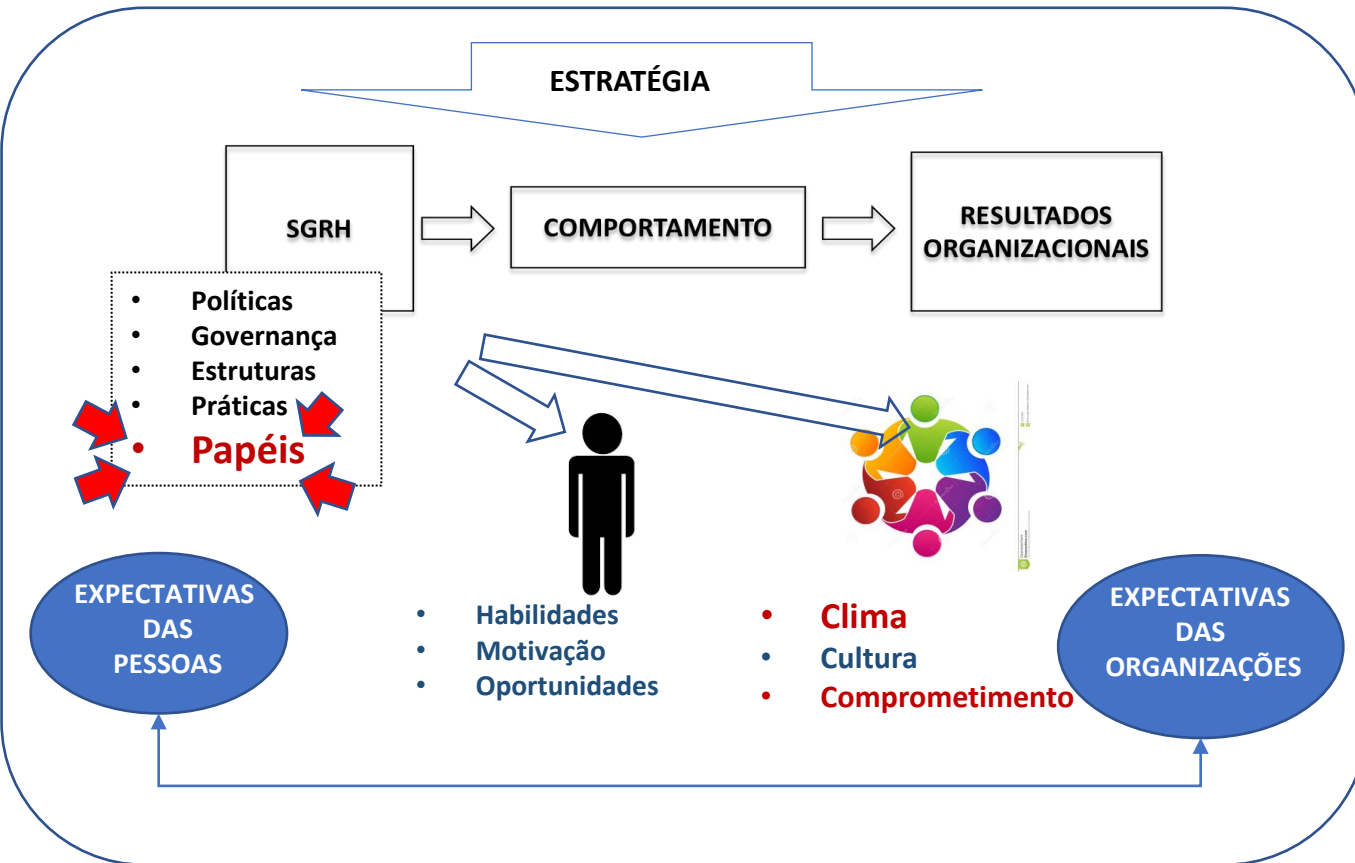 ESTRATÉGIA
SGRH
COMPORTAMENTO
RESULTADOS
ORGANIZACIONAIS
• Políticas
• Governança
• Estruturas
• Práticas
• Papéis
EXPECTATIVAS
DAS
PESSOAS
• Habilidades
• Motivação
• Oportunidades
• Clima
• Cultura
• Comprometimento
EXPECTATIVAS
DAS
ORGANIZAÇÕES